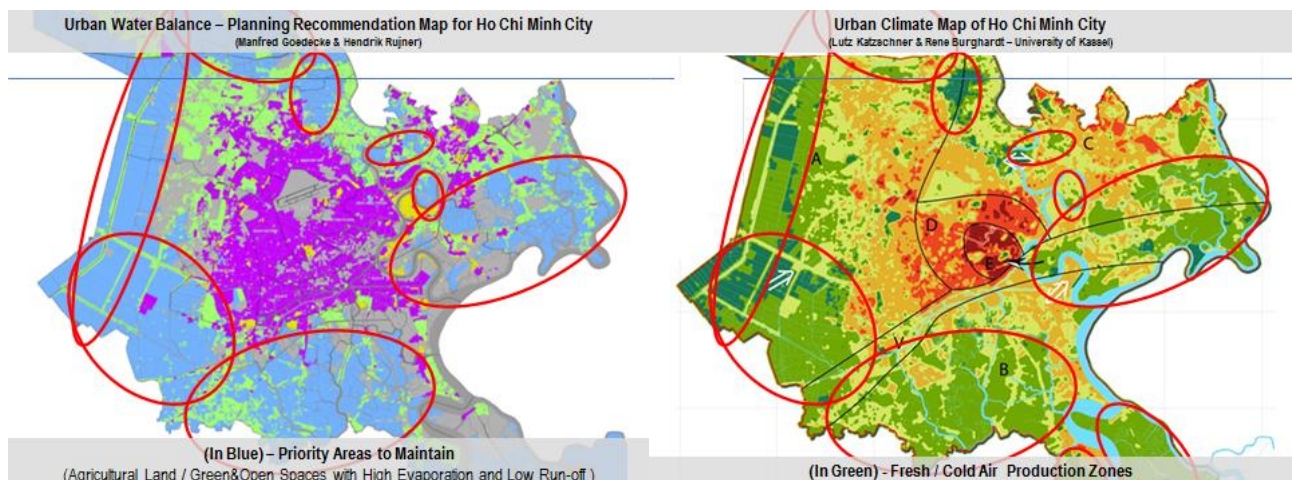 Urban Water Balance – Planning Recommendation Map for Ho Chi Minh City
(Manfred Goedecke & Hendrik Rujner)
(In Blue) – Priority Areas to Maintain
(Agricultural Land / Green&Open Spaces with High Evaporation and Low Run-off )
Urban Climate Map of Ho Chi Minh City
(Lutz Katzschner & Rene Burghardt – University of Kassel)
A
C
D
E
V
B
(In Green) - Fresh / Cold Air Production Zones